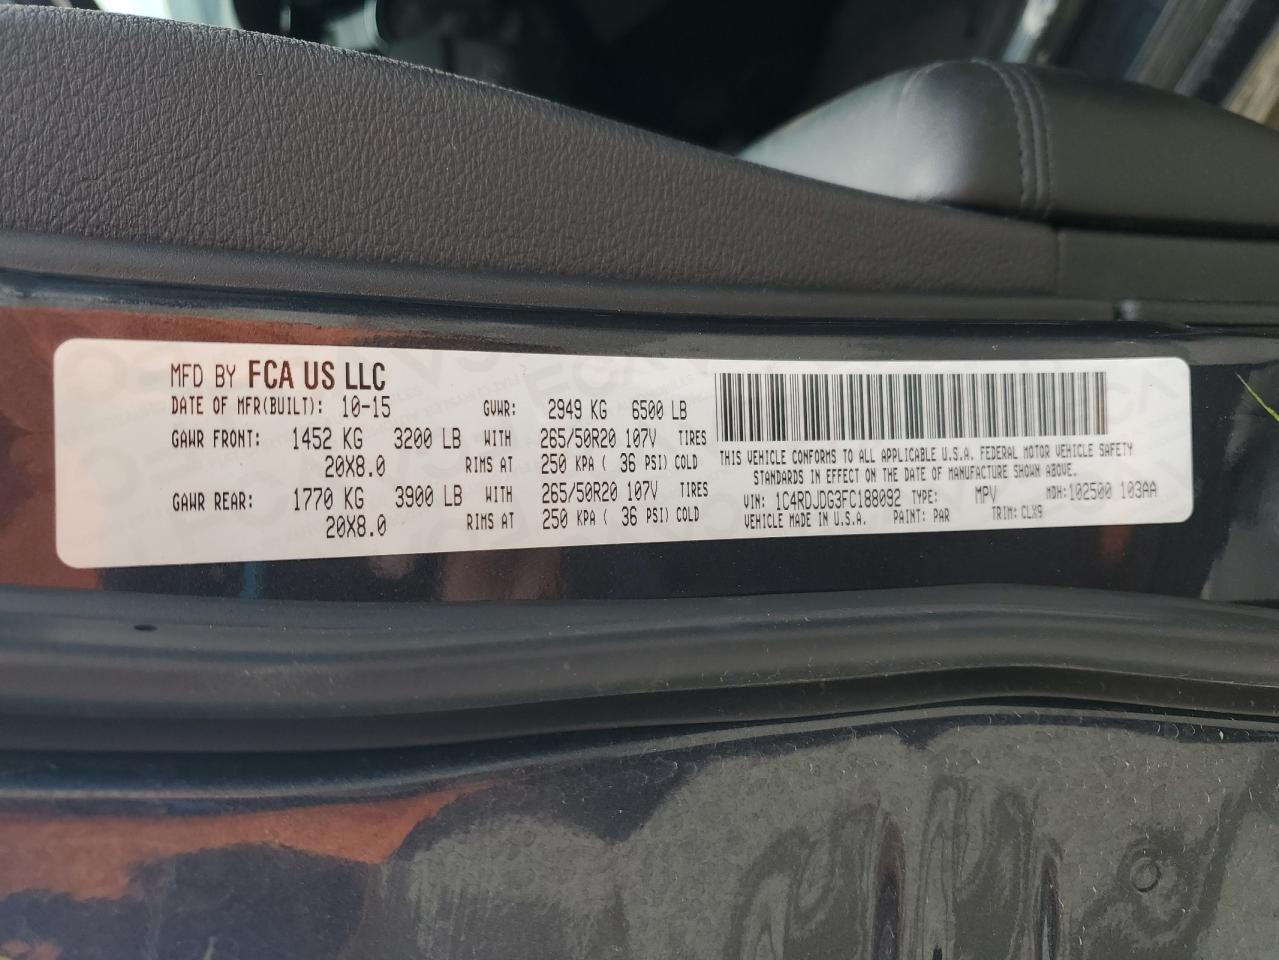 MFD BY FCA US LLC
DATE OF MFR(BUILT): 10-15 GVWR: 2949 KG 6500 LB
GAWR FRONT: 1452 KG 3200 LB WITH 265/50R20 107V TIRES
20X8.0 RIMS AT 250 KPA ( 36 PSI) COLD
GAWR REAR: 1770 KG 3900 LB WITH 265/50R20 107V TIRES
20X8.0 RIMS AT 250 KPA ( 36 PSI) COLD
THIS VEHICLE CONFORMS TO ALL APPLICABLE U.S.A. FEDERAL MOTOR VEHICLE SAFETY
STANDARDS IN EFFECT ON THE DATE OF MANUFACTURE SHOWN ABOVE.
VIN: 1C4RDJDG3FC188092 TYPE: MPV MDH: 102500 103AA
VEHICLE MADE IN U.S.A. PAINT: PAR TRIM: CLX9